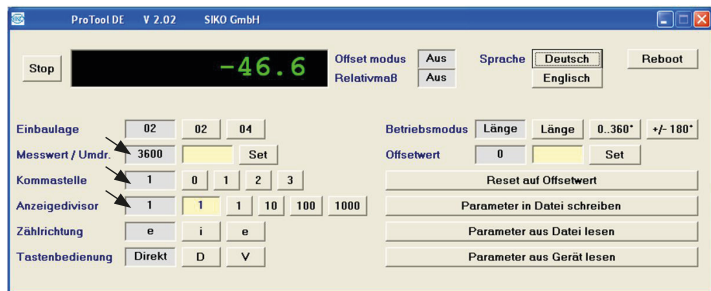 ProTool DE V 2.02 SIKO GmbH
Stop
-46.6
Offset modus Aus
Relativmaß Aus
Sprache Deutsch
Englisch
Reboot
Einbaulage 02 02 04
Messwert / Umdr. 3600 Set
Kommastelle 1 0 1 2 3
Anzeigedivisor 1 1 1 10 100 1000
Zählrichtung e i e
Tastenbedienung Direkt D V
Betriebsmodus Länge Länge 0..360° +/- 180°
Offsetwert 0 Set
Reset auf Offsetwert
Parameter in Datei schreiben
Parameter aus Datei lesen
Parameter aus Gerät lesen